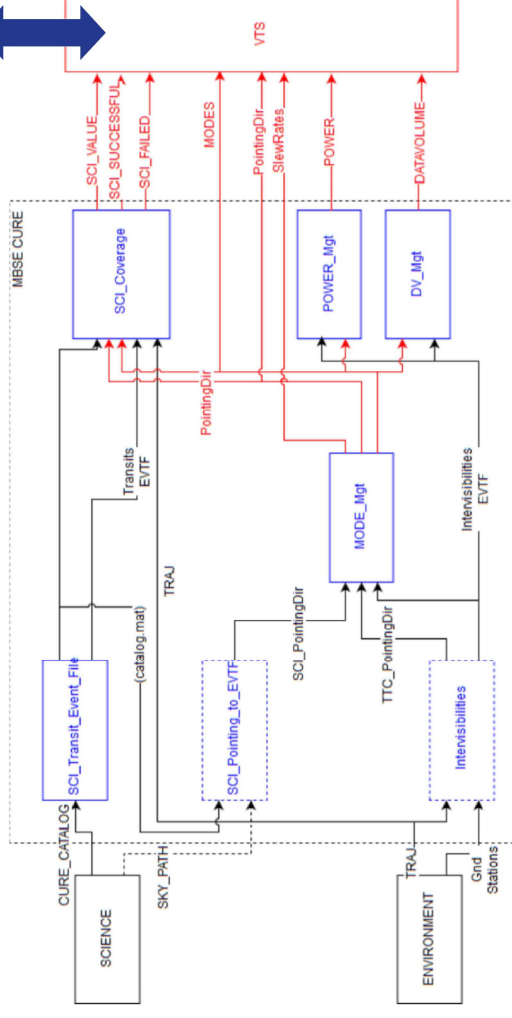 MBSE CURE
SCIENCE
CURE_CATALOG
SKY_PATH
ENVIRONMENT
TRAJ
Gnd
Stations
SCI_Transit_Event_File
(catalog.mat)
Transits
EVTF
TRAJ
SCI_Pointing_to_EVTF
SCI_PointingDir
Intervisibilities
TTC_PointingDir
Intervisibilities
EVTF
MODE_Mgt
PointingDir
SCI_Coverage
POWER_Mgt
DV_Mgt
SCI_VALUE
SCI_SUCCESSFUL
SCI_FAILED
MODES
PointingDir
SlewRates
POWER
DATAVOLUME
VTS